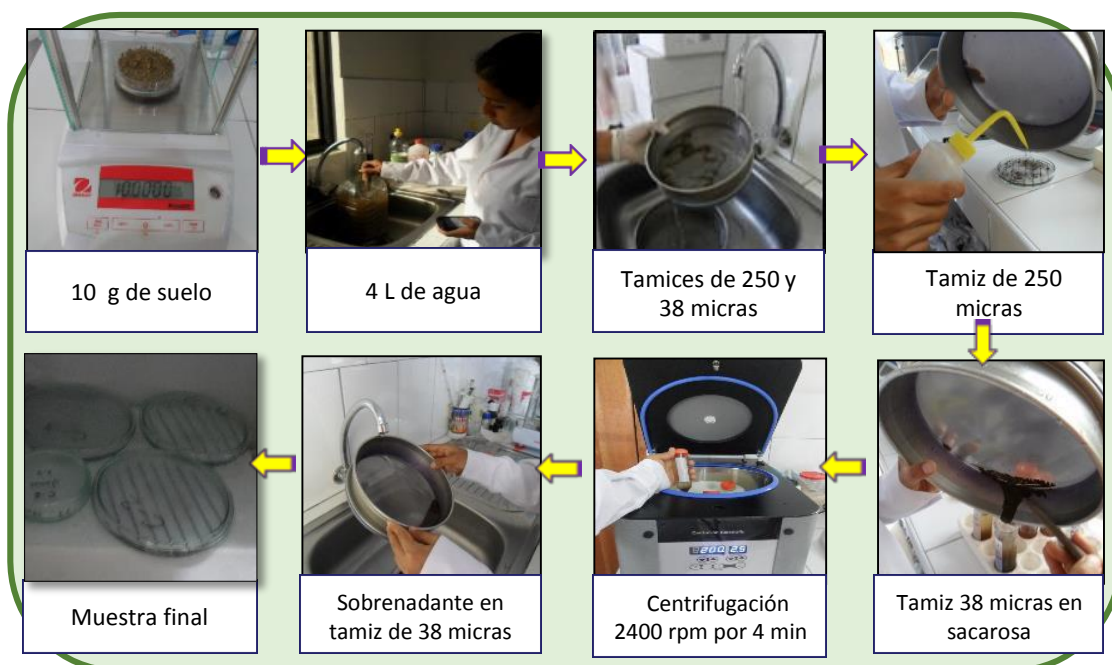 10 g de suelo
4 L de agua
Tamices de 250 y
38 micras
Tamiz de 250
micras
Muestra final
Sobrenadante en
tamiz de 38 micras
Centrifugación
2400 rpm por 4 min
Tamiz 38 micras en
sacarosa